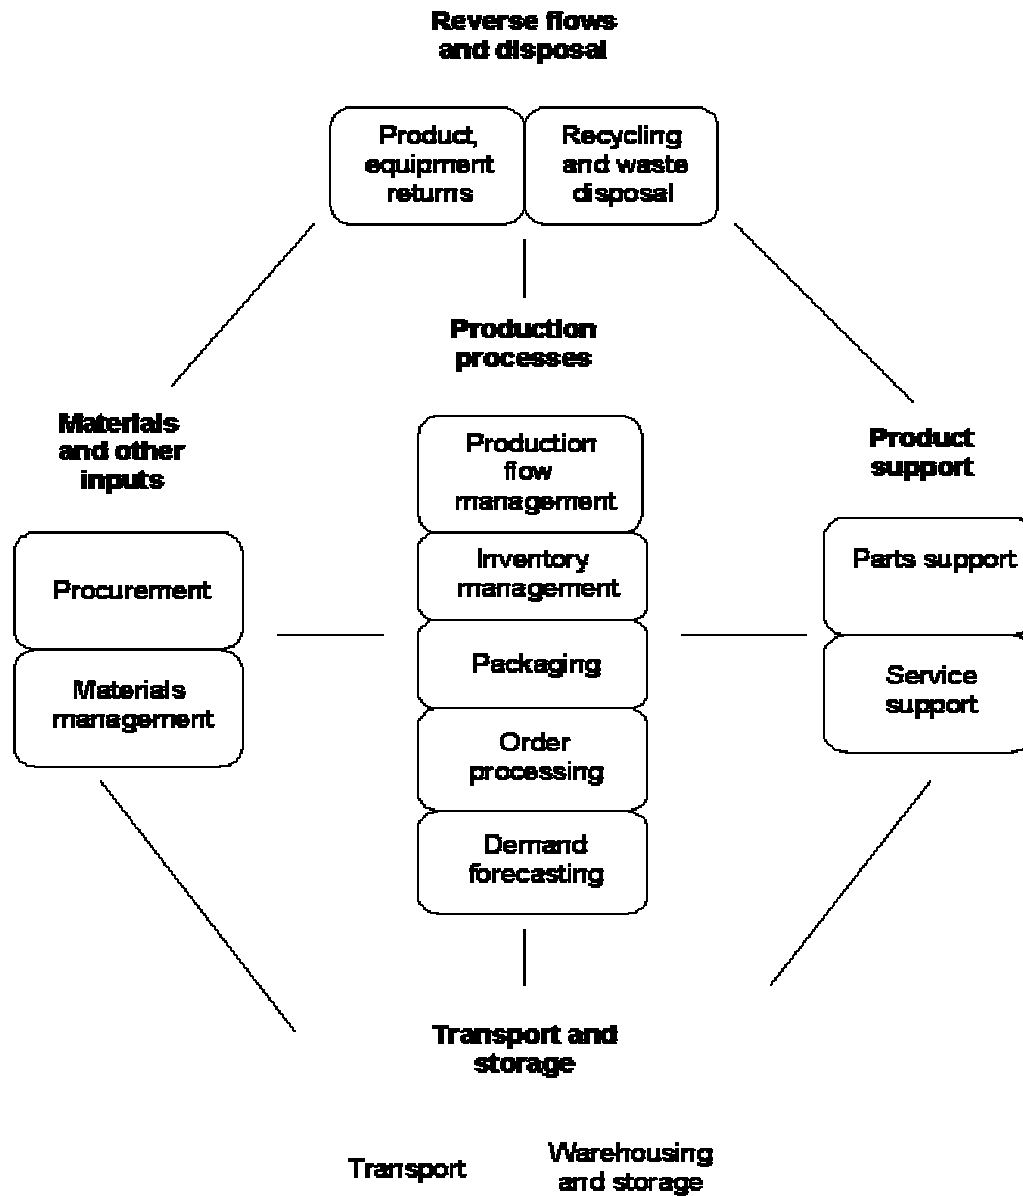 Reverse flows
and disposal
Product,
equipment
returns
Recycling
and waste
disposal
Production
processes
Materials
and other
inputs
Product
support
Production
flow
management
Inventory
management
Packaging
Order
processing
Demand
forecasting
Procurement
Materials
management
Parts support
Service
support
Transport and
storage
Transport
Warehousing
and storage